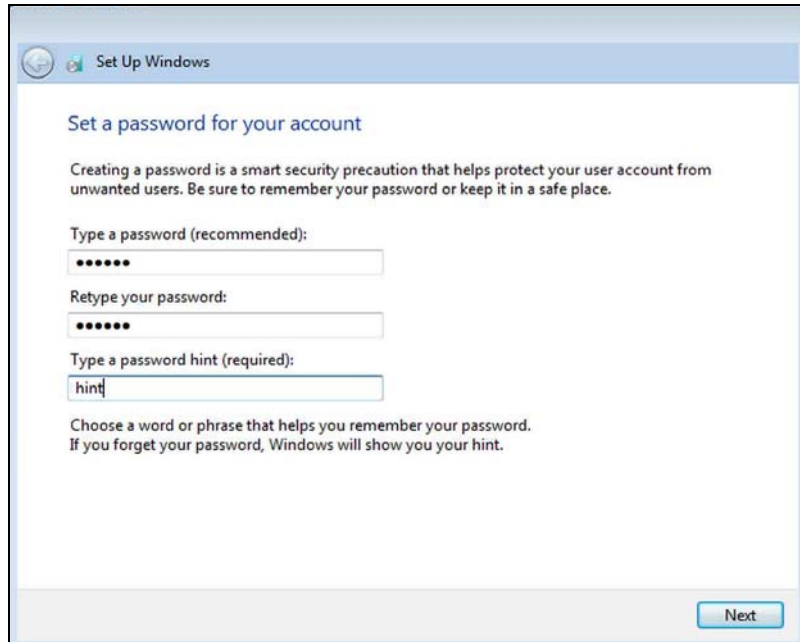 Set Up Windows
Set a password for your account
Creating a password is a smart security precaution that helps protect your user account from
unwanted users. Be sure to remember your password or keep it in a safe place.
Type a password (recommended):
●●●●●●
Retype your password:
●●●●●●
Type a password hint (required):
hint
Choose a word or phrase that helps you remember your password.
If you forget your password, Windows will show you your hint.
Next